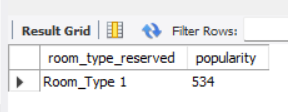 Result Grid Filter Rows:
room_type_reserved popularity
Room_Type 1 534